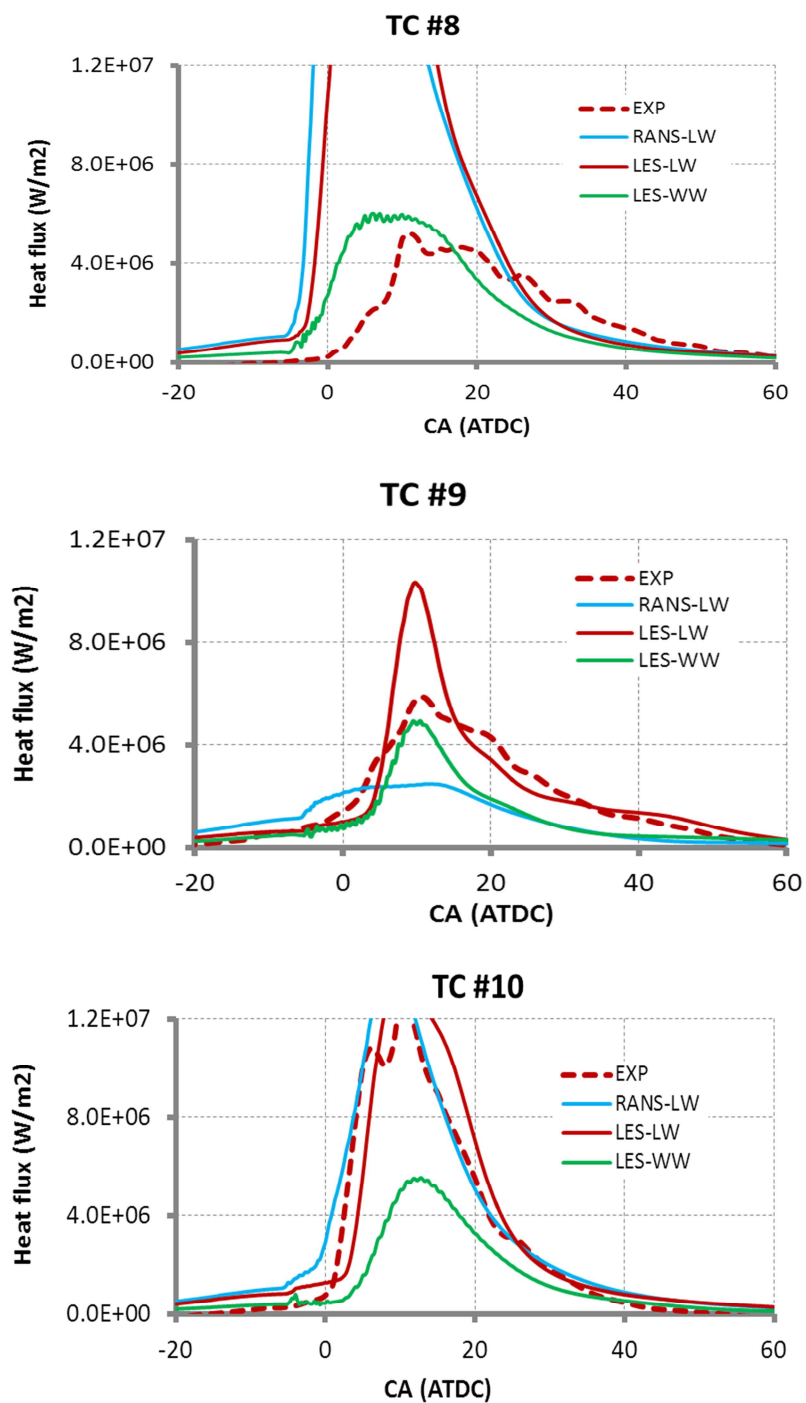 TC #8
1.2E+07
8.0E+06
4.0E+06
0.0E+00
Heat flux (W/m2)
EXP
RANS-LW
LES-LW
LES-WW
-20 0 20 40 60
CA (ATDC)
TC #9
1.2E+07
8.0E+06
4.0E+06
0.0E+00
Heat flux (W/m2)
EXP
RANS-LW
LES-LW
LES-WW
-20 0 20 40 60
CA (ATDC)
TC #10
1.2E+07
8.0E+06
4.0E+06
0.0E+00
Heat flux (W/m2)
EXP
RANS-LW
LES-LW
LES-WW
-20 0 20 40 60
CA (ATDC)